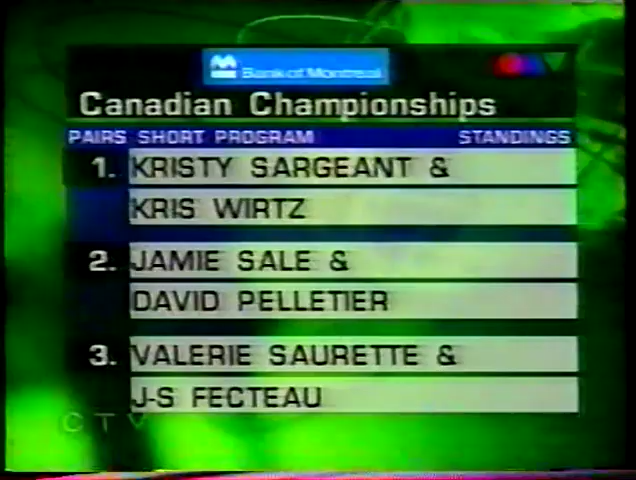 Bank of Montreal
Canadian Championships
PAIRS SHORT PROGRAM STANDINGS
1. KRISTY SARGEANT &
KRIS WIRTZ
2. JAMIE SALE &
DAVID PELLETIER
3. VALERIE SAURETTE &
J-S FECTEAU
CTV